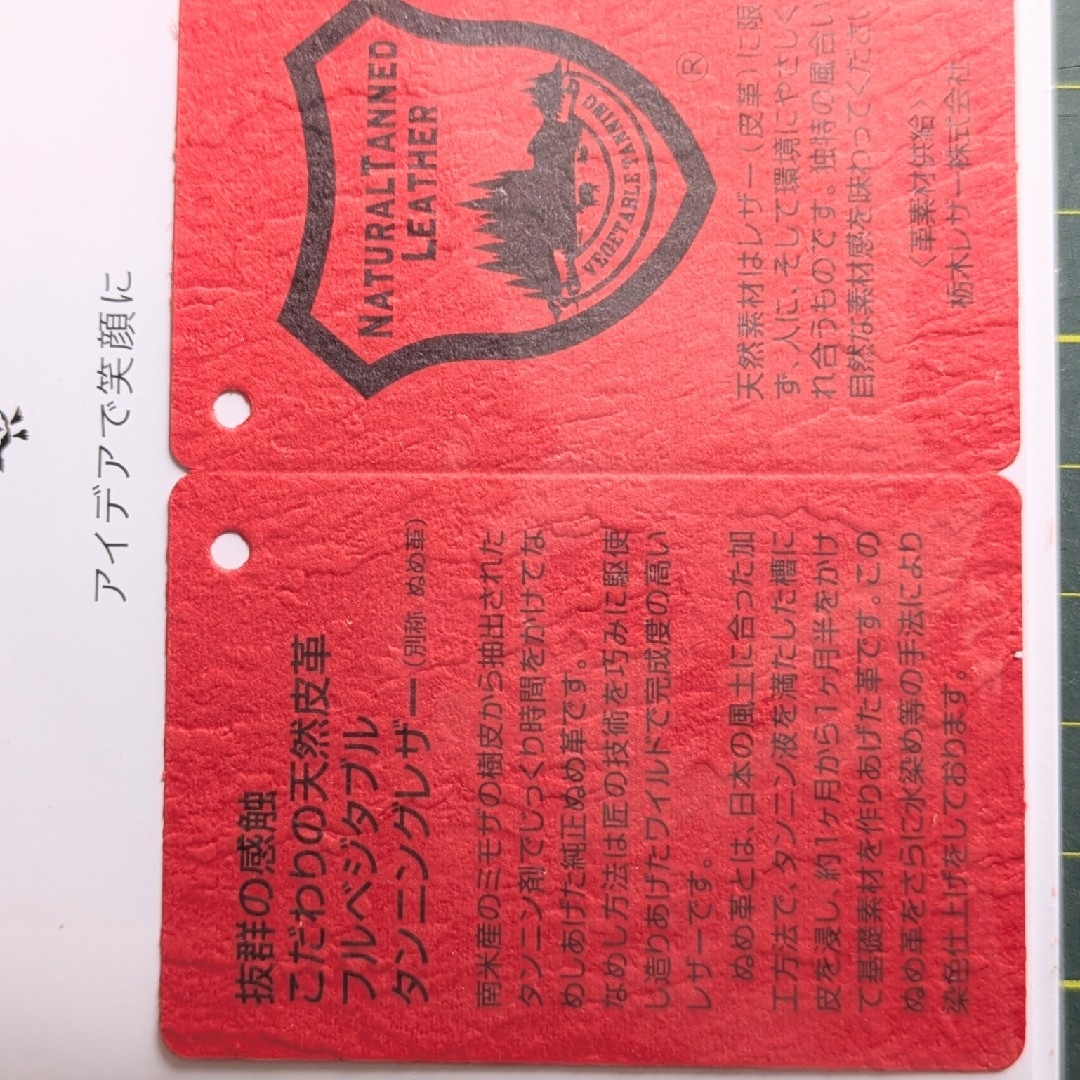 アイデアで笑顔に
NATURALTANNED
LEATHER
VEGETABLE TANNING
®
天然素材はレザー(皮革)に限
ず、人に、そして環境にやさしく
れ合うものです。独特の風合い
自然な素材感を味わってください
〈革素材供給〉
栃木レザー株式会社
抜群の感触
こだわりの天然皮革
フルベジタブル
タンニングレザー(別称 ぬめ革)
南米産のミモザの樹皮から抽出された
タンニン剤でじっくり時間をかけてな
めしあげた純正ぬめ革です。
なめし方法は匠の技術を巧みに駆使
し造りあげたワイルドで完成度の高い
レザーです。
ぬめ革とは、日本の風土に合った加
工方法で、タンニン液を満たした槽に
皮を浸し、約1ヶ月から1ヶ月半をかけ
て基礎素材を作りあげた革です。この
ぬめ革をさらに水染め等の手法により
染色仕上げをしております。